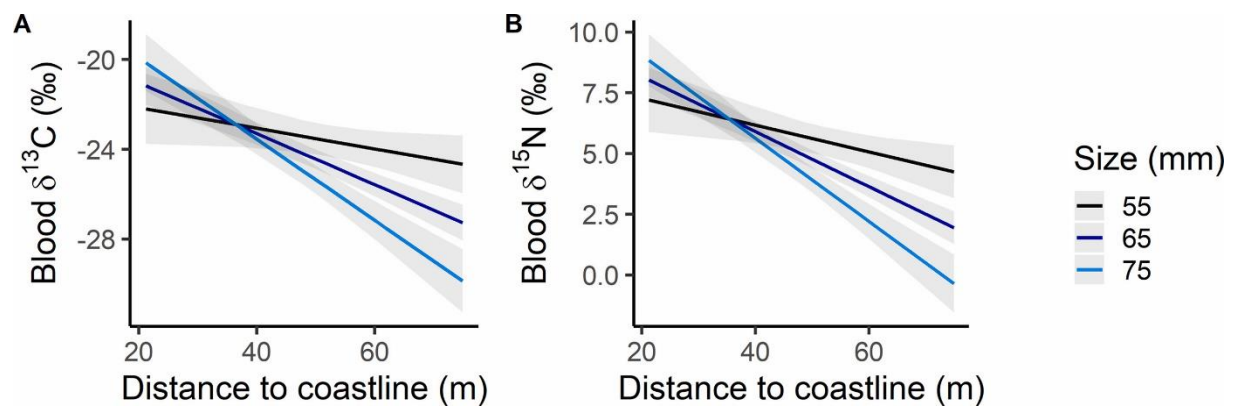 A
Blood δ¹³C (‰)
-20
-24
-28
20 40 60
Distance to coastline (m)
B
Blood δ¹⁵N (‰)
10.0
7.5
5.0
2.5
0.0
20 40 60
Distance to coastline (m)
Size (mm)
55
65
75